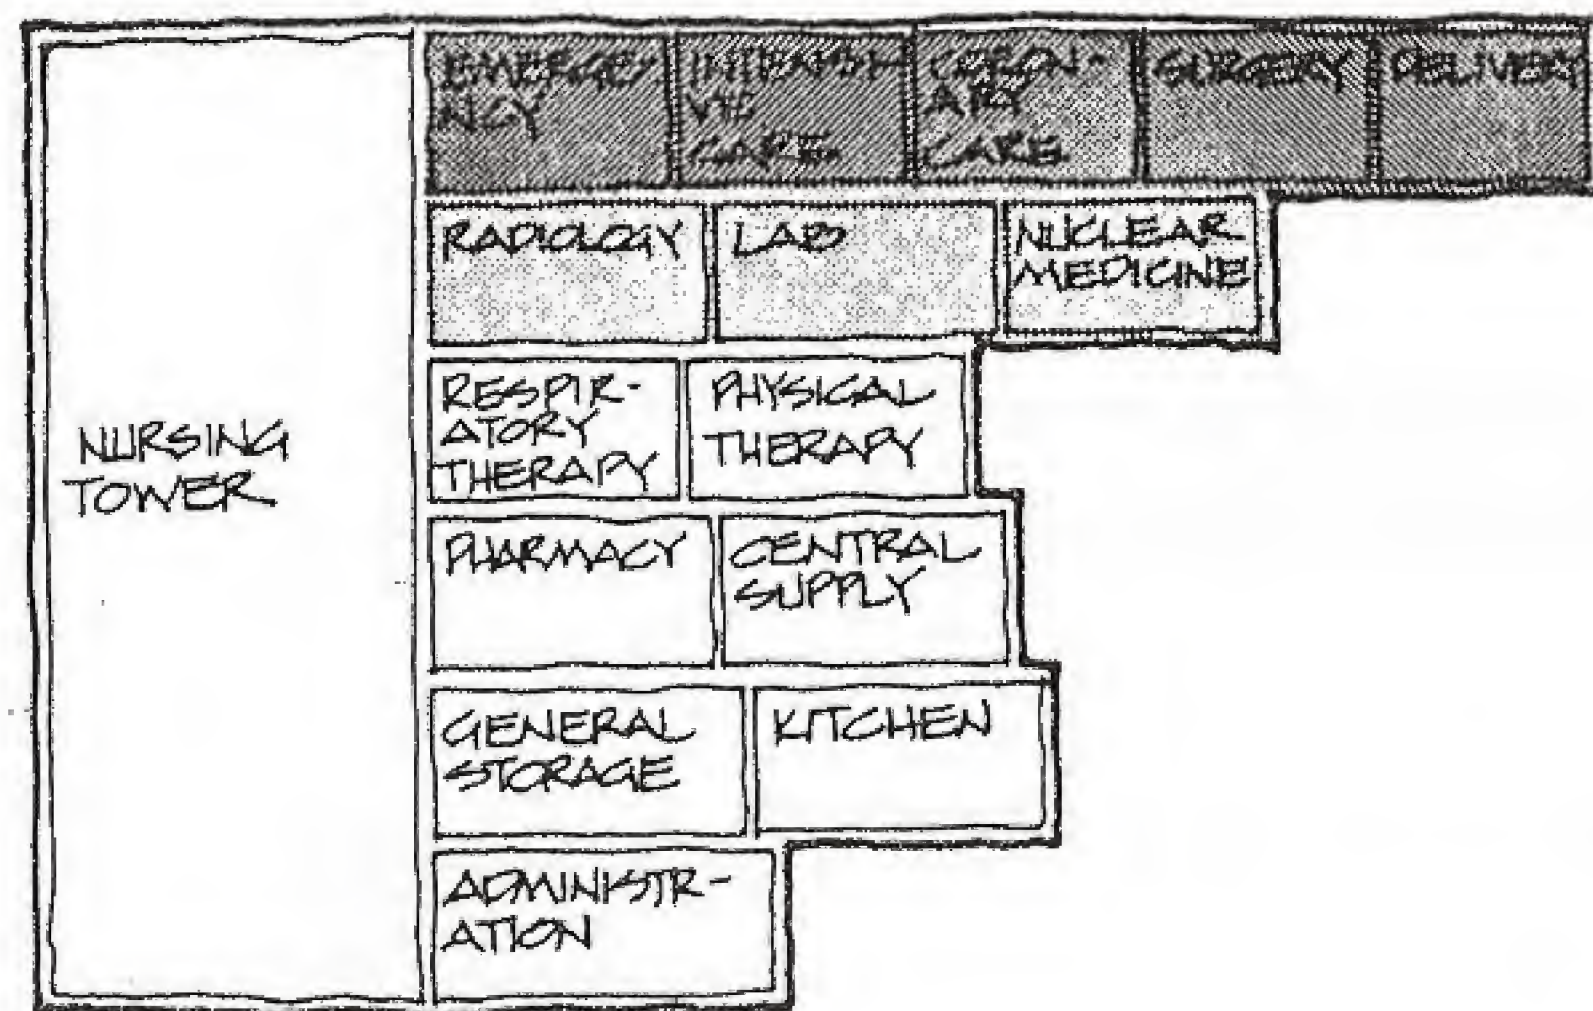 EMERGE
NCY
INTENSI
VE
CARE
CORON-
ARY
CARE
SURGERY
DELIVERY
RADIOLOGY
LAB
NUCLEAR
MEDICINE
RESPIR-
ATORY
THERAPY
PHYSICAL
THERAPY
NURSING
TOWER
PHARMACY
CENTRAL
SUPPLY
GENERAL
STORAGE
KITCHEN
ADMINISTR-
ATION